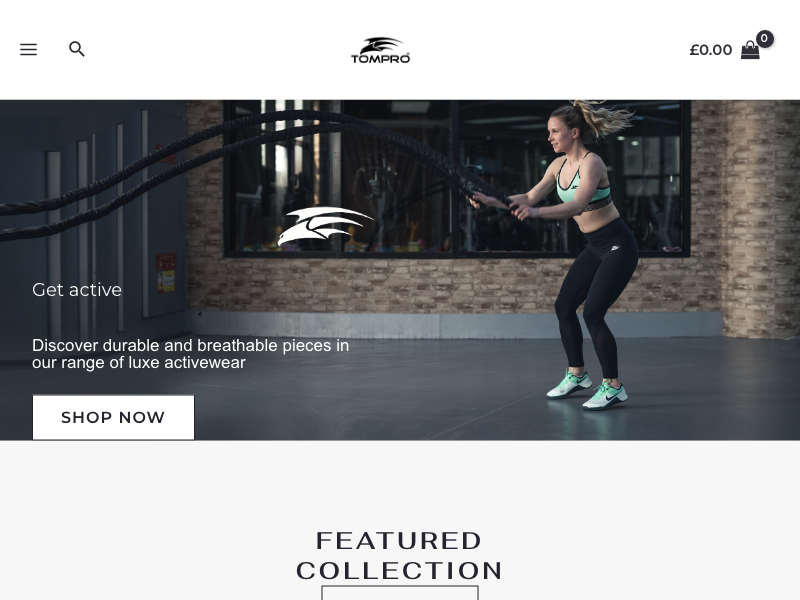 TOMPRO
£0.00
0
Get active
Discover durable and breathable pieces in
our range of luxe activewear
SHOP NOW
FEATURED
COLLECTION